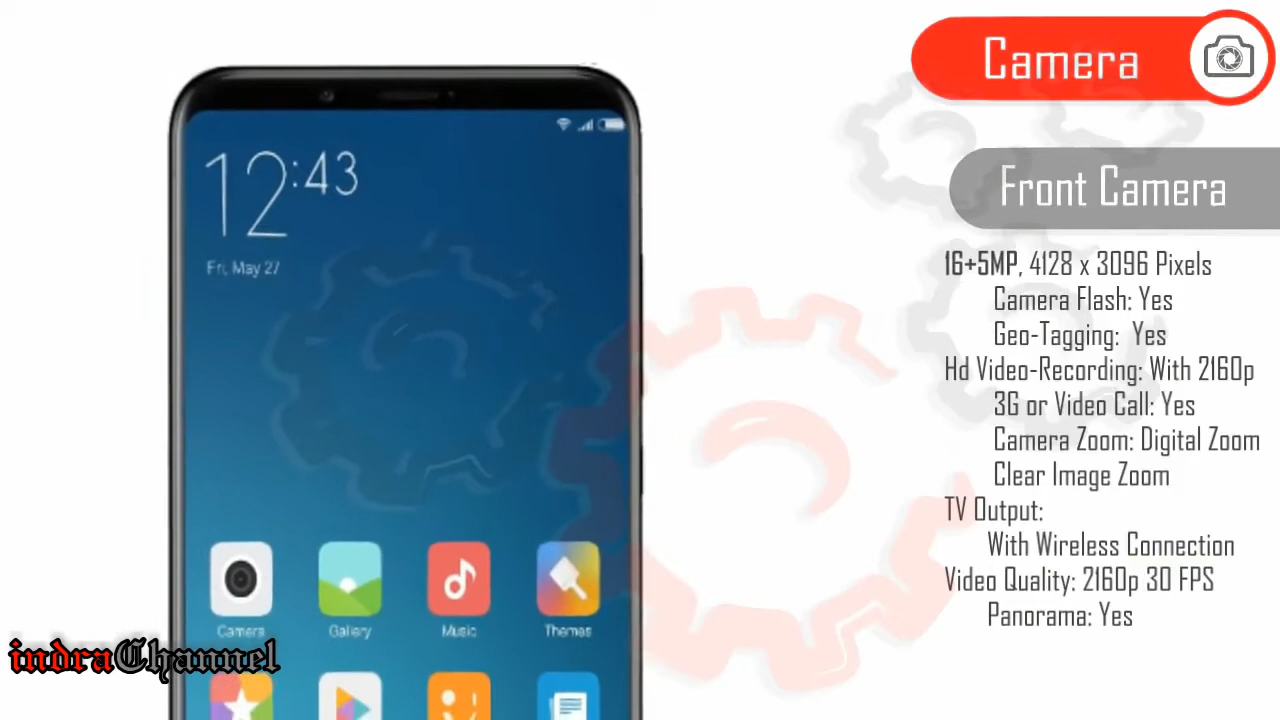 Camera
Front Camera
16+5MP, 4128 x 3096 Pixels
Camera Flash: Yes
Geo-Tagging: Yes
Hd Video-Recording: With 2160p
3G or Video Call: Yes
Camera Zoom: Digital Zoom
Clear Image Zoom
TV Output:
With Wireless Connection
Video Quality: 2160p 30 FPS
Panorama: Yes
12:43
Fri, May 27
Camera Gallery Music Themes
indraChannel